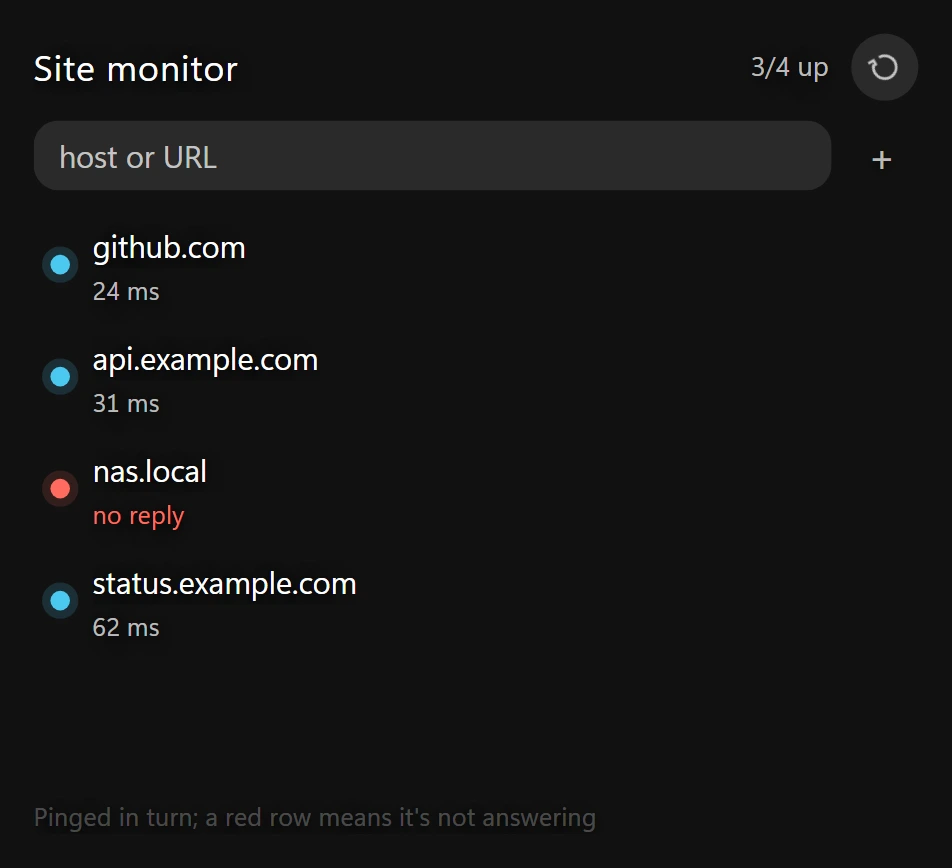 Site monitor
3/4 up
host or URL
+
github.com
24 ms
api.example.com
31 ms
nas.local
no reply
status.example.com
62 ms
Pinged in turn; a red row means it's not answering